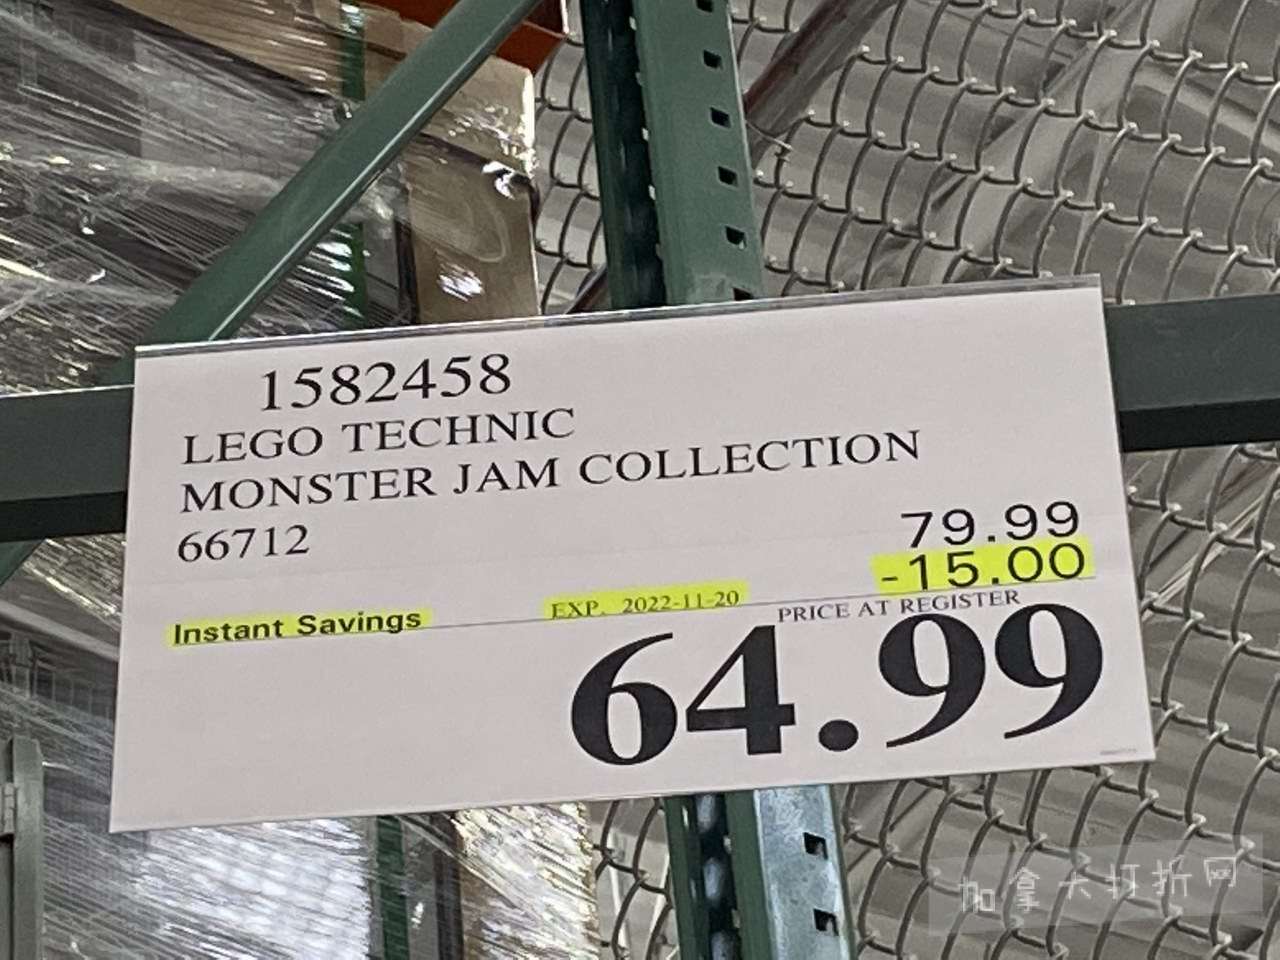 1582458
LEGO TECHNIC
MONSTER JAM COLLECTION
66712
79.99
-15.00
Instant Savings EXP. 2022-11-20
PRICE AT REGISTER
64.99
加拿大打折网